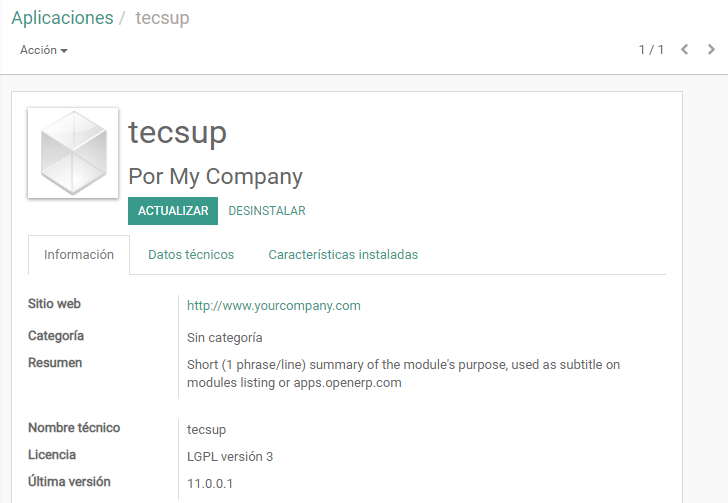 Aplicaciones / tecsup
Acción
1 / 1
tecsup
Por My Company
ACTUALIZAR DESINSTALAR
Información Datos técnicos Características instaladas
Sitio web http://www.yourcompany.com
Categoría Sin categoría
Resumen Short (1 phrase/line) summary of the module's purpose, used as subtitle on
modules listing or apps.openerp.com
Nombre técnico tecsup
Licencia LGPL versión 3
Última versión 11.0.0.1